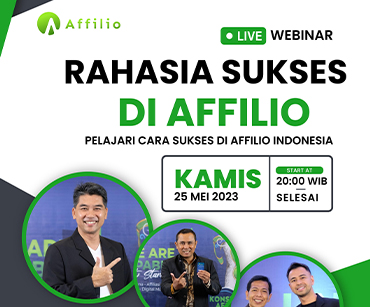 Affilio
LIVE WEBINAR
RAHASIA SUKSES
DI AFFILIO
PELAJARI CARA SUKSES DI AFFILIO INDONESIA
KAMIS
25 MEI 2023
START AT
20:00 WIB
SELESAI